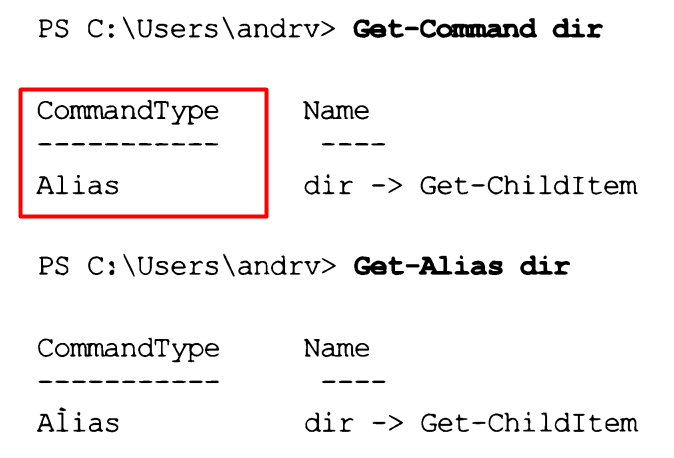 PS C:\Users\andrv> Get-Command dir
CommandType Name
----------- ----
Alias dir -> Get-ChildItem
PS C:\Users\andrv> Get-Alias dir
CommandType Name
----------- ----
Alias dir -> Get-ChildItem